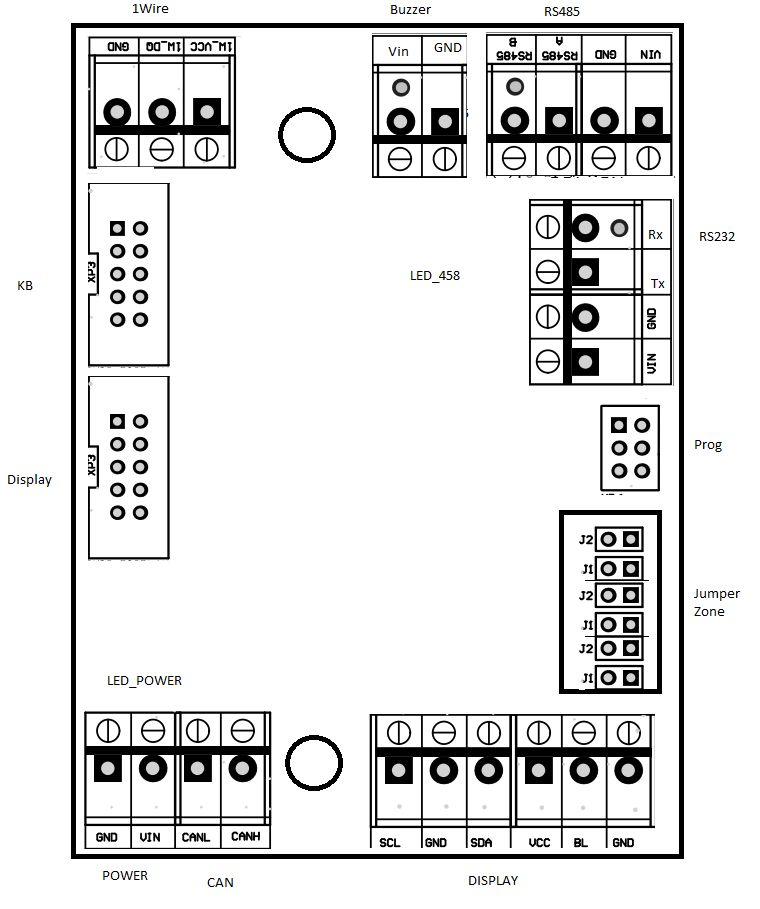 1Wire
Buzzer
RS485
GND
1W_DQ
1W_VCC
Vin
GND
RS485
B
RS485
A
GND
VIN
Rx
Tx
GND
VIN
RS232
LED_458
KB
XP3
Display
XP3
Prog
J2
J1
J2
J1
J2
J1
Jumper
Zone
LED_POWER
GND
VIN
CANL
CANH
SCL
GND
SDA
VCC
BL
GND
POWER
CAN
DISPLAY